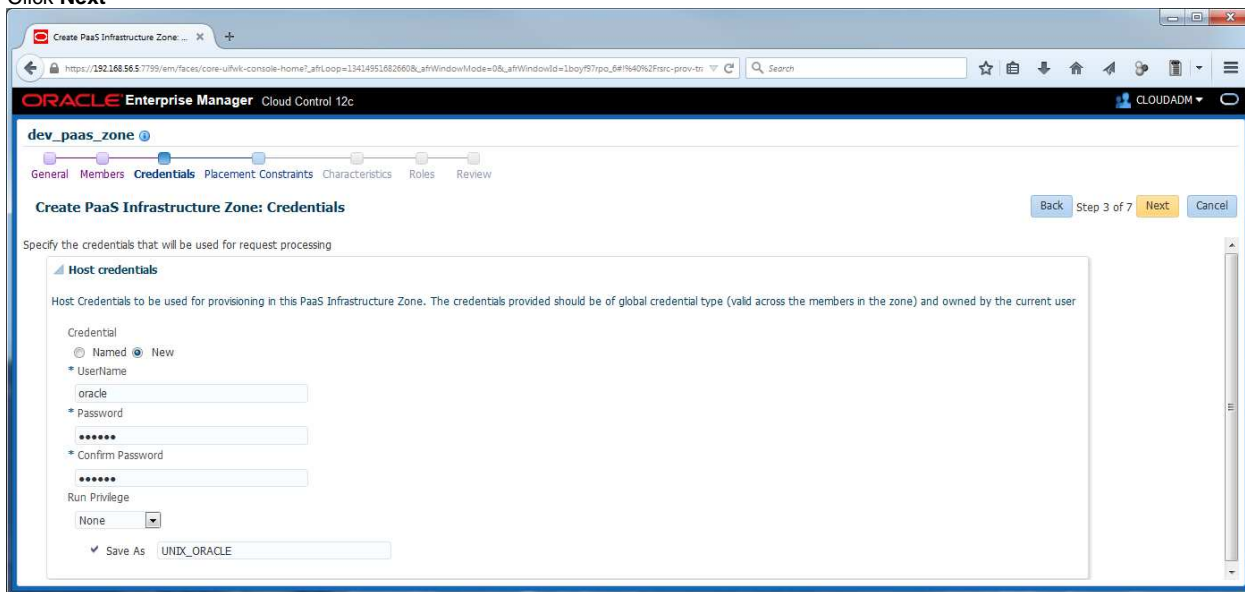 Click Next
Create PaaS Infrastructure Zone: ...
https://192.168.56.5:7799/em/faces/core-uifwk-console-home?_afrLoop=134149516826608&_afrWindowMode=0&_afrWindowId=1boyf97rpo_6#!%40%2Frsrc-prov-tr
Search
ORACLE Enterprise Manager Cloud Control 12c
CLOUDADM
dev_paas_zone
General Members Credentials Placement Constraints Characteristics Roles Review
Create PaaS Infrastructure Zone: Credentials
Back Step 3 of 7 Next Cancel
Specify the credentials that will be used for request processing
Host credentials
Host Credentials to be used for provisioning in this PaaS Infrastructure Zone. The credentials provided should be of global credential type (valid across the members in the zone) and owned by the current user
Credential
Named New
* UserName
oracle
* Password
••••••
* Confirm Password
••••••
Run Privilege
None
Save As UNIX_ORACLE